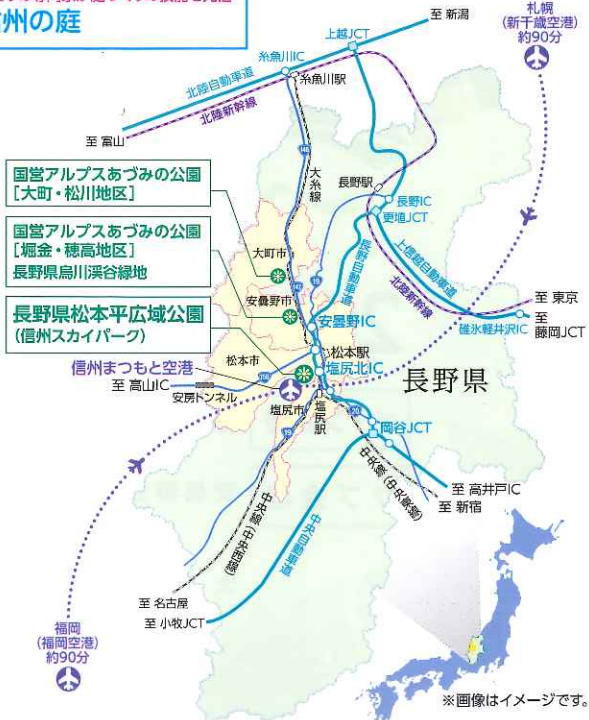 州の庭
至 新潟
札幌
(新千歳空港)
約90分
上越JCT
糸魚川IC
糸魚川駅
北陸自動車道
北陸新幹線
至 富山
148
大糸線
国営アルプスあづみの公園
[大町・松川地区]
長野駅
長野IC
更埴JCT
国営アルプスあづみの公園
[堀金・穂高地区]
長野県烏川渓谷緑地
大町市
19
147
長野自動車道
上信越自動車道
北陸新幹線
安曇野市
安曇野IC
至 東京
至
藤岡JCT
碓氷軽井沢IC
長野県松本平広域公園
(信州スカイパーク)
松本市
松本駅
塩尻北IC
信州まつもと空港
至 高山IC
158
安房トンネル
長野県
塩尻市
塩尻駅
20
岡谷JCT
19
中央線(中央東線)
至 高井戸IC
至 新宿
中央線(中央西線)
中央自動車道
至 名古屋
至 小牧JCT
福岡
(福岡空港)
約90分
※画像はイメージです。